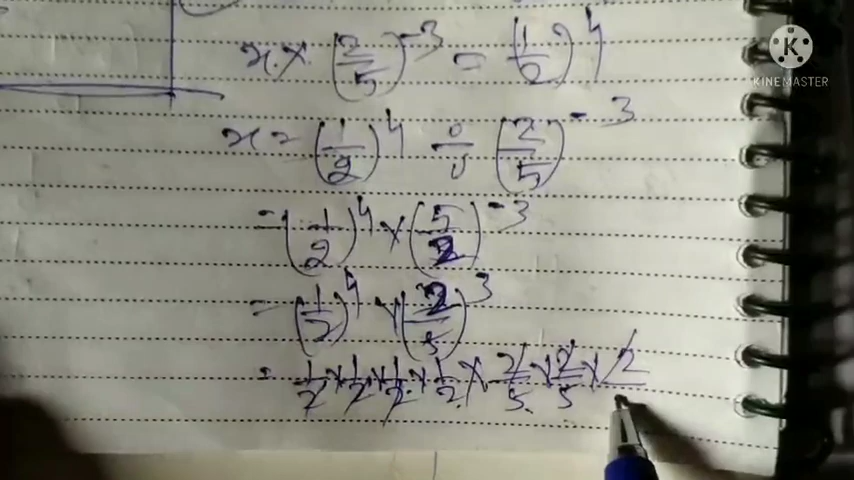 x × (2/5)^-3 = (1/2)^4
K
KINEMASTER
x = (1/2)^4 ÷ (2/5)^-3
= (1/2)^4 × (5/2)^-3
= (1/2)^4 × (2/5)^3
= 1/2 × 1/2 × 1/2 × 1/2 × 2/5 × 2/5 × 2/